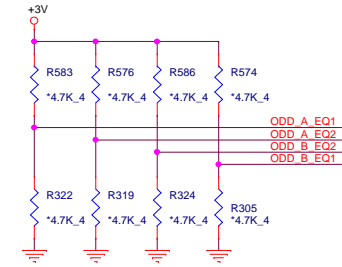 +3V
R583 R576 R586 R574
*4.7K_4 *4.7K_4 *4.7K_4 *4.7K_4
ODD_A_EQ1
ODD_A_EQ2
ODD_B_EQ2
ODD_B_EQ1
R322 R319 R324 R305
*4.7K_4 *4.7K_4 *4.7K_4 *4.7K_4